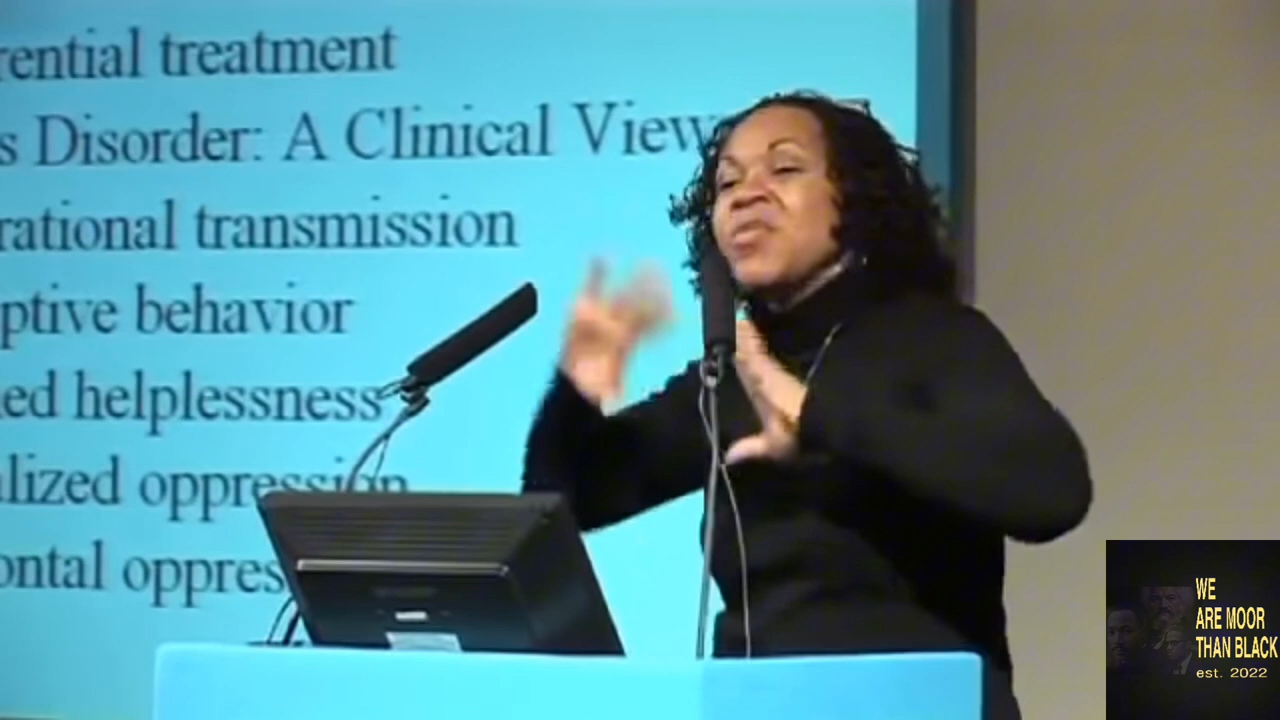 rential treatment
s Disorder: A Clinical View
rational transmission
ptive behavior
ed helplessness
alized oppression
ontal oppres
WE
ARE MOOR
THAN BLACK
est. 2022